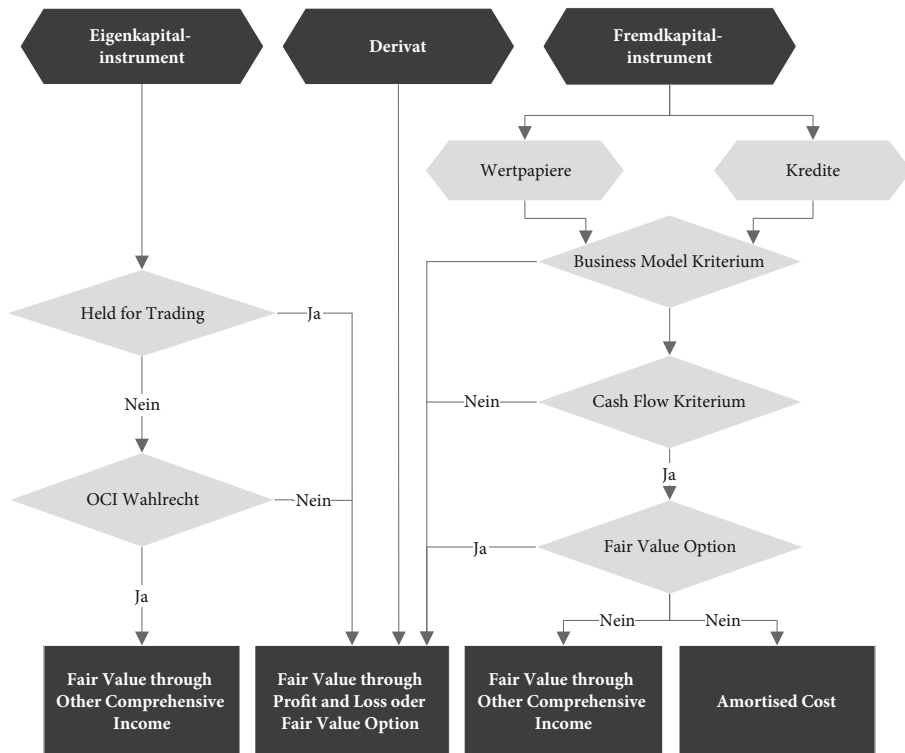 Eigenkapital-
instrument
Derivat
Fremdkapital-
instrument
Wertpapiere
Kredite
Business Model Kriterium
Held for Trading
Ja
Nein
Cash Flow Kriterium
Nein
Ja
OCI Wahlrecht
Nein
Ja
Fair Value Option
Ja
Nein
Nein
Fair Value through
Other Comprehensive
Income
Fair Value through
Profit and Loss oder
Fair Value Option
Fair Value through
Other Comprehensive
Income
Amortised Cost